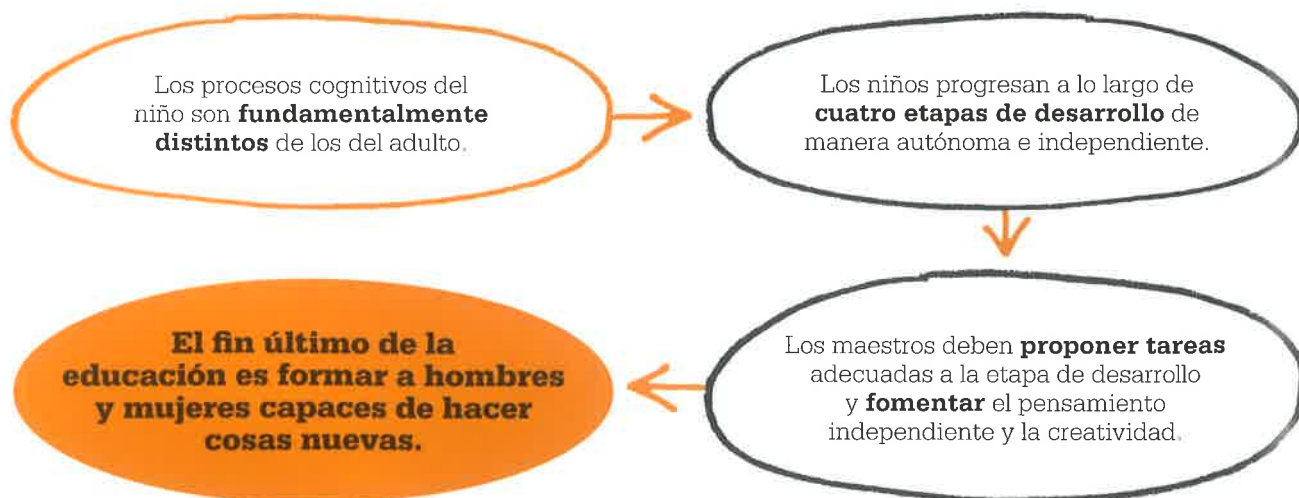 Los procesos cognitivos del
niño son fundamentalmente
distintos de los del adulto.
Los niños progresan a lo largo de
cuatro etapas de desarrollo de
manera autónoma e independiente.
Los maestros deben proponer tareas
adecuadas a la etapa de desarrollo
y fomentar el pensamiento
independiente y la creatividad.
El fin último de la
educación es formar a hombres
y mujeres capaces de hacer
cosas nuevas.